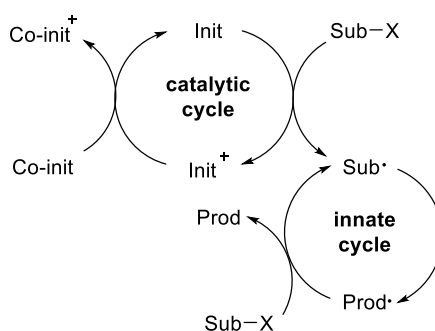 Co-init+
Init
Sub–X
catalytic
cycle
Co-init
Init+
Sub·
Prod
innate
cycle
Prod·
Sub–X